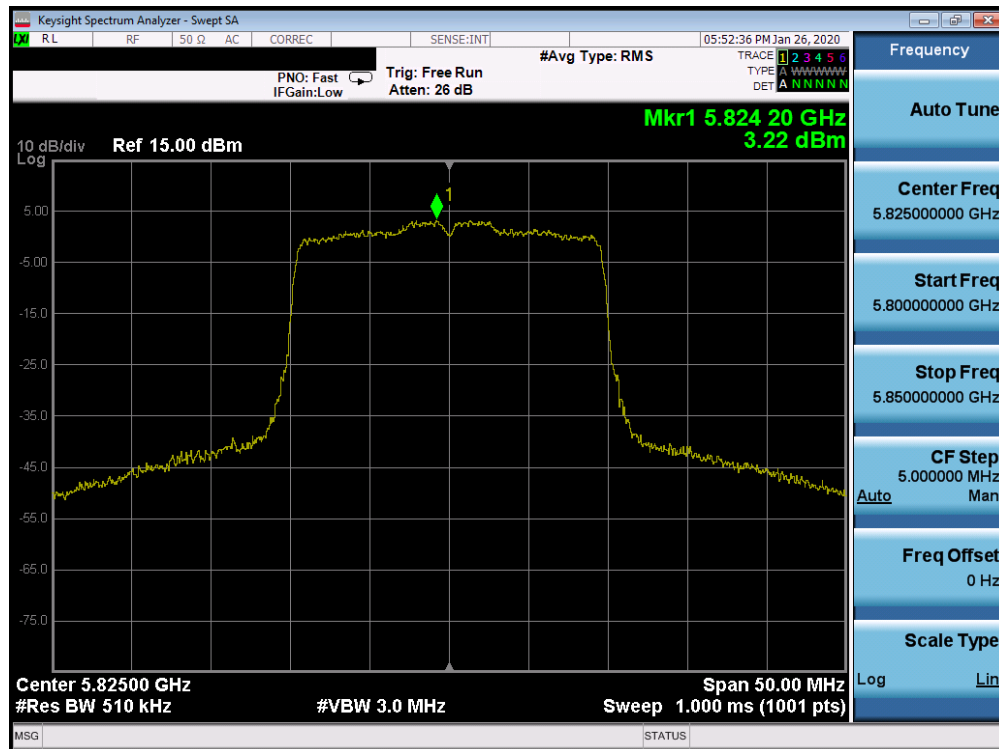 Keysight Spectrum Analyzer - Swept SA
LXI RL RF 50 Ω AC CORREC SENSE:INT 05:52:36 PM Jan 26, 2020
#Avg Type: RMS
TRACE 1 2 3 4 5 6
PNO: Fast Trig: Free Run
TYPE A WWWWW
IFGain:Low Atten: 26 dB
DET A N N N N N
Mkr1 5.824 20 GHz
3.22 dBm
10 dB/div Ref 15.00 dBm
Log
1
5.00
-5.00
-15.0
-25.0
-35.0
-45.0
-55.0
-65.0
-75.0
Center 5.82500 GHz Span 50.00 MHz
#Res BW 510 kHz #VBW 3.0 MHz Sweep 1.000 ms (1001 pts)
MSG STATUS
Frequency
Auto Tune
Center Freq
5.825000000 GHz
Start Freq
5.800000000 GHz
Stop Freq
5.850000000 GHz
CF Step
5.000000 MHz
Auto Man
Freq Offset
0 Hz
Scale Type
Log Lin